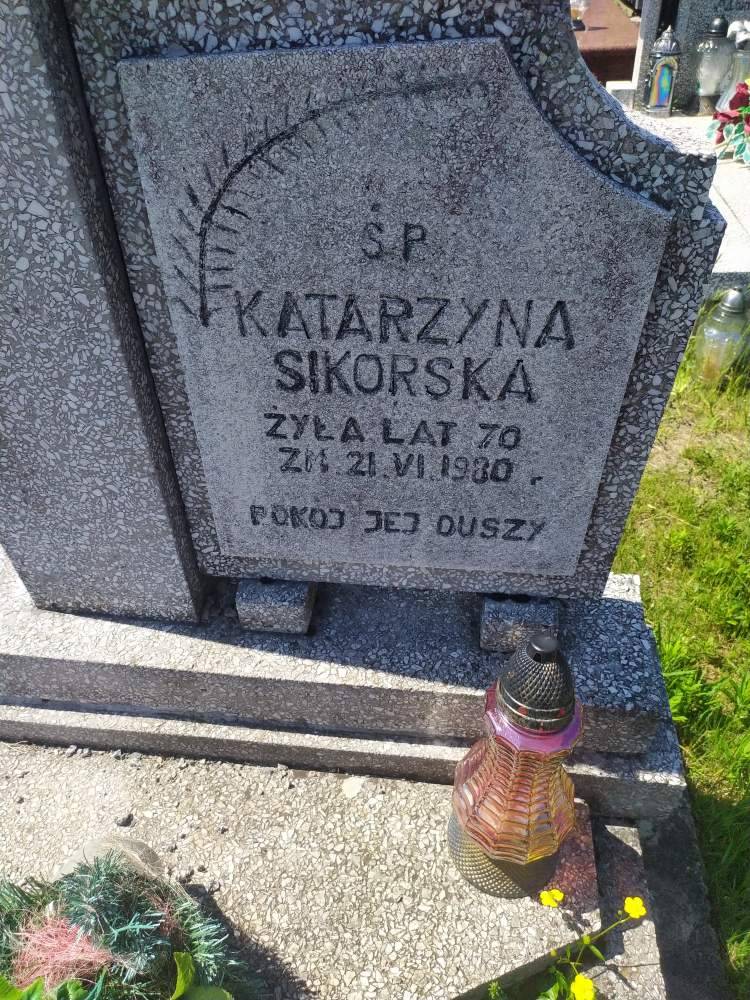 Ś.P.
KATARZYNA
SIKORSKA
ŻYŁA LAT 70
ZM. 21.VI.1980 r.
POKÓJ JEJ DUSZY